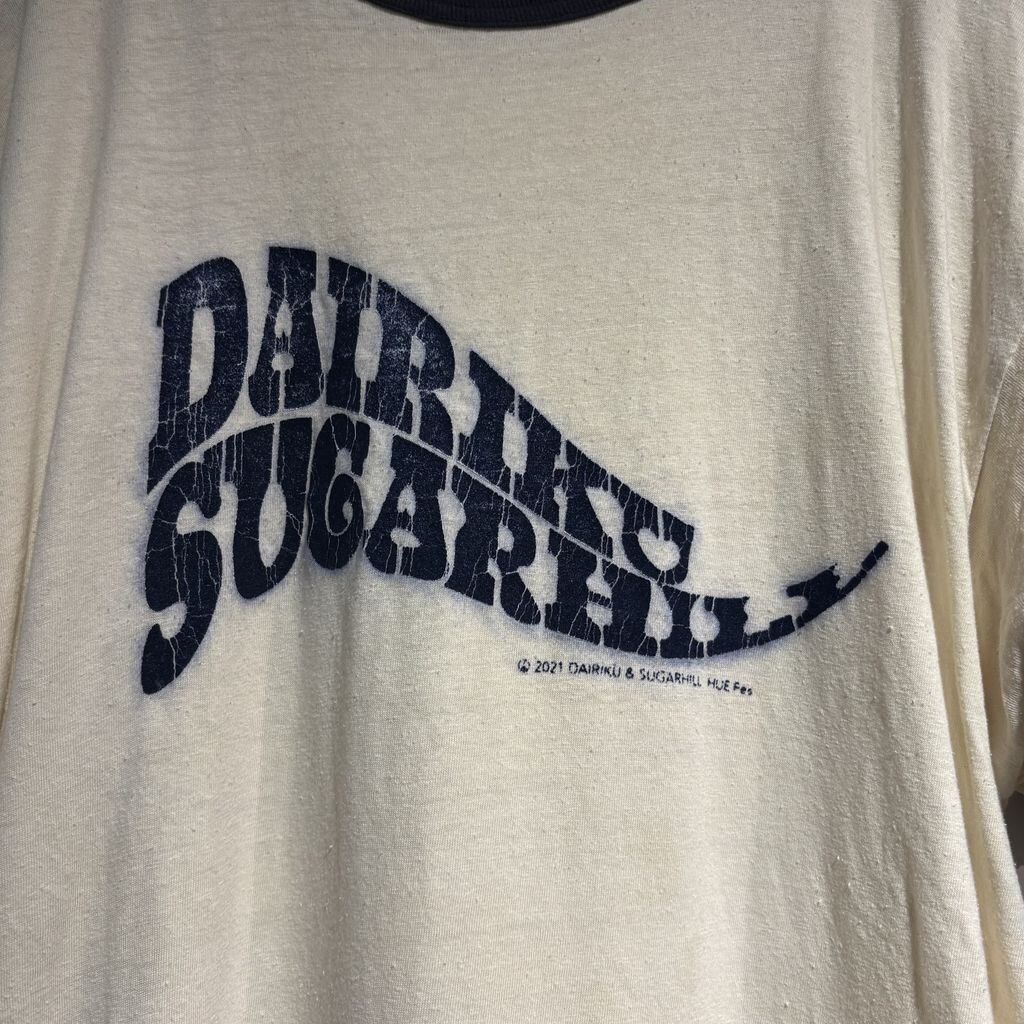 DAIRIKU
SUGARHILL
☮ 2021 DAIRIKU & SUGARHILL HUE Fes